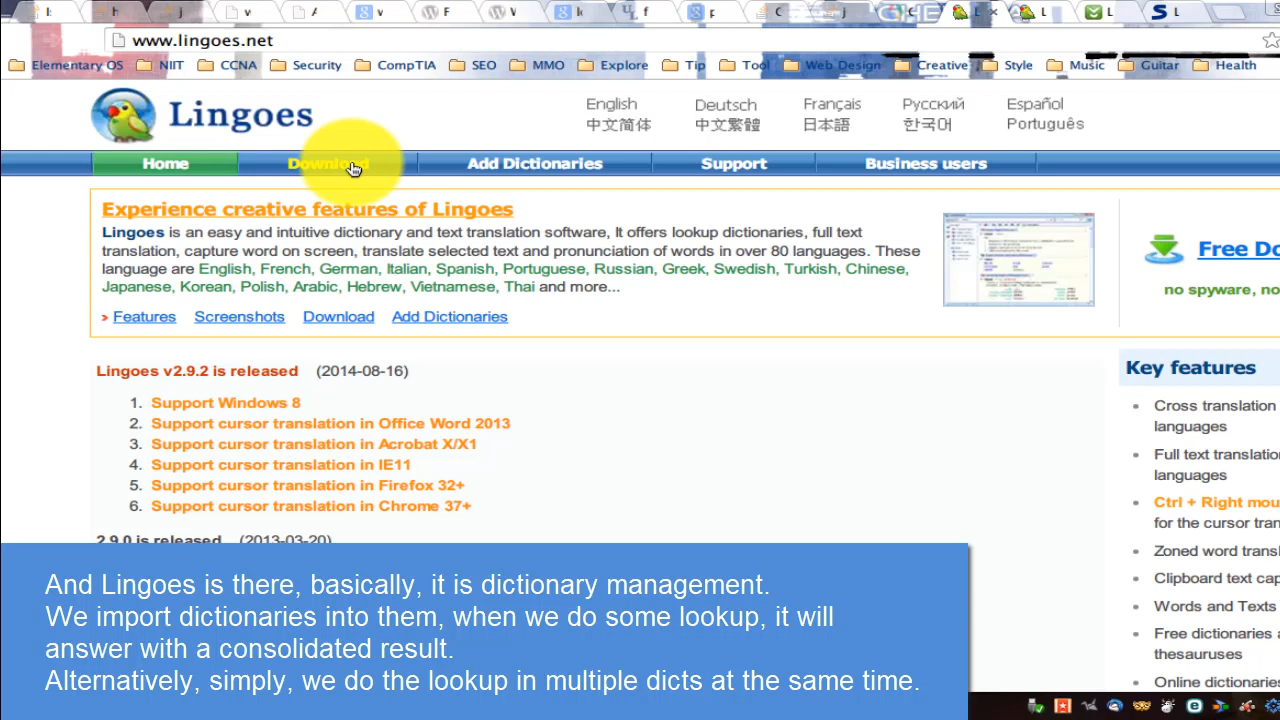 www.lingoes.net
Elementary OS NIIT CCNA Security CompTIA SEO MMO Explore Tip Tool Web Design Creative Style Music Guitar Health
Lingoes
English Deutsch Français Русский Español
中文简体 中文繁體 日本語 한국어 Português
Home Download Add Dictionaries Support Business users
Experience creative features of Lingoes
Lingoes is an easy and intuitive dictionary and text translation software, It offers lookup dictionaries, full text
translation, capture word on screen, translate selected text and pronunciation of words in over 80 languages. These
language are English, French, German, Italian, Spanish, Portuguese, Russian, Greek, Swedish, Turkish, Chinese,
Japanese, Korean, Polish, Arabic, Hebrew, Vietnamese, Thai and more...
Features Screenshots Download Add Dictionaries
Free Do
no spyware, no
Lingoes v2.9.2 is released (2014-08-16)
1. Support Windows 8
2. Support cursor translation in Office Word 2013
3. Support cursor translation in Acrobat X/X1
4. Support cursor translation in IE11
5. Support cursor translation in Firefox 32+
6. Support cursor translation in Chrome 37+
2.9.0 is released (2013-03-20)
Key features
Cross translation
languages
Full text translatio
languages
Ctrl + Right mou
for the cursor tran
Zoned word transl
Clipboard text cap
Words and Texts
Free dictionaries a
thesauruses
Online dictionaries
And Lingoes is there, basically, it is dictionary management.
We import dictionaries into them, when we do some lookup, it will
answer with a consolidated result.
Alternatively, simply, we do the lookup in multiple dicts at the same time.